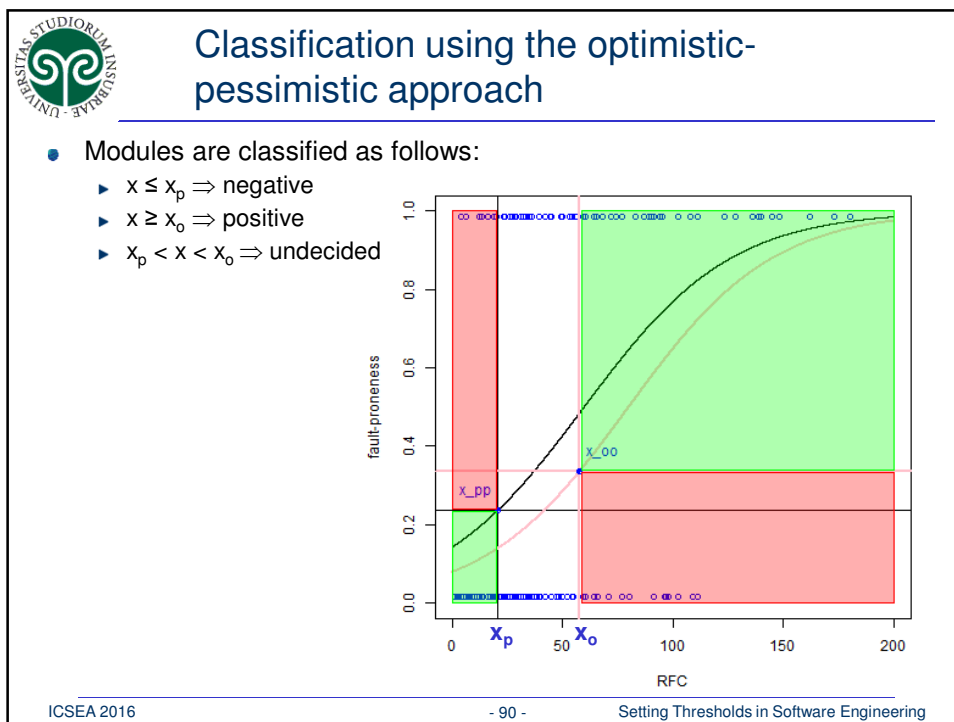 UNIVERSITAS STUDIORUM INSUBRIAE
Classification using the optimistic-
pessimistic approach
Modules are classified as follows:
x ≤ xp ⇒ negative
x ≥ xo ⇒ positive
xp < x < xo ⇒ undecided
fault-proneness
1.0
0.8
0.6
0.4
0.2
0.0
x_oo
x_pp
xp
xo
0 50 100 150 200
RFC
ICSEA 2016
- 90 -
Setting Thresholds in Software Engineering